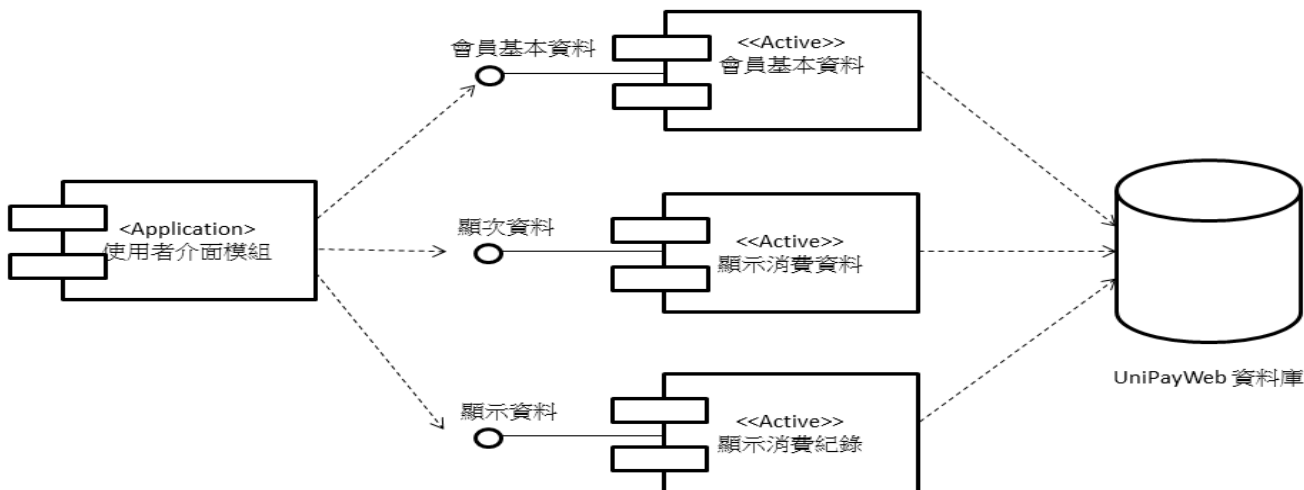 會員基本資料
<<Active>>
會員基本資料
<Application>
使用者介面模組
顯次資料
<<Active>>
顯示消費資料
顯示資料
<<Active>>
顯示消費紀錄
UniPayWeb 資料庫